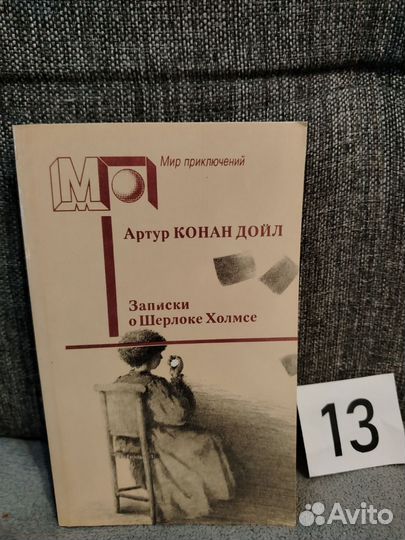 МП
Мир приключений
Артур КОНАН ДОЙЛ
Записки
о Шерлоке Холмсе
13
Avito